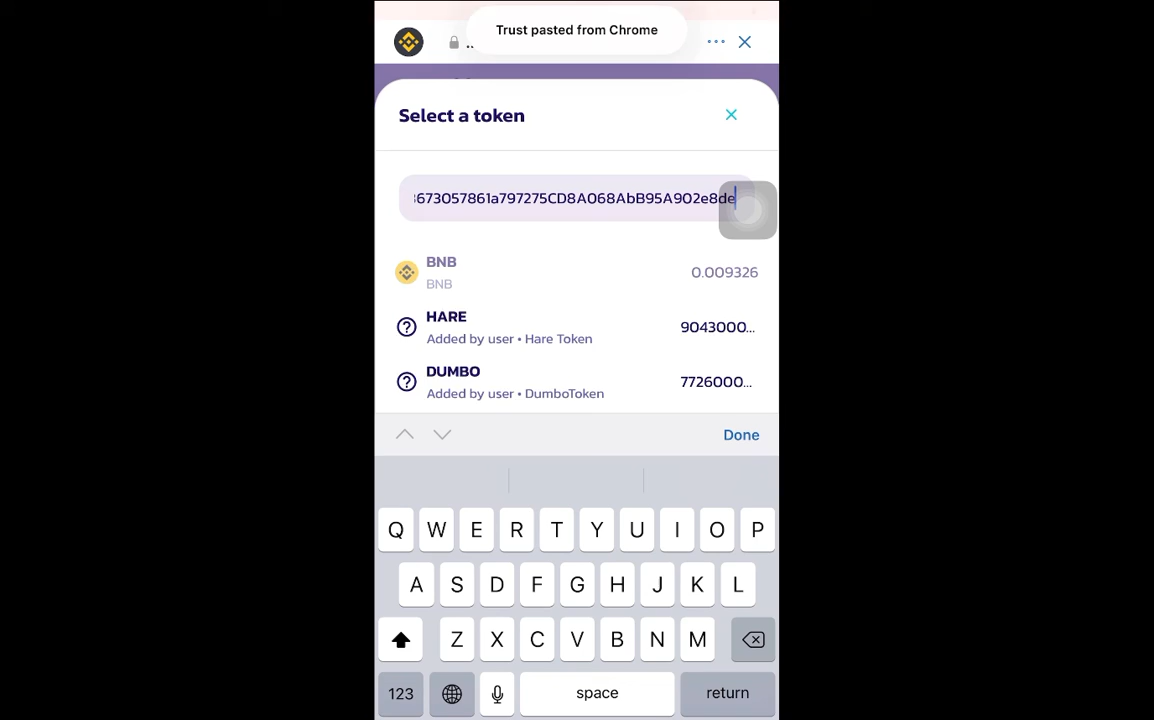 Trust pasted from Chrome
Select a token
673057861a797275CD8A068AbB95A902e8de
BNB
BNB
0.009326
HARE
Added by user • Hare Token
9043000...
DUMBO
Added by user • DumboToken
7726000...
Done
Q W E R T Y U I O P
A S D F G H J K L
Z X C V B N M
123
space
return